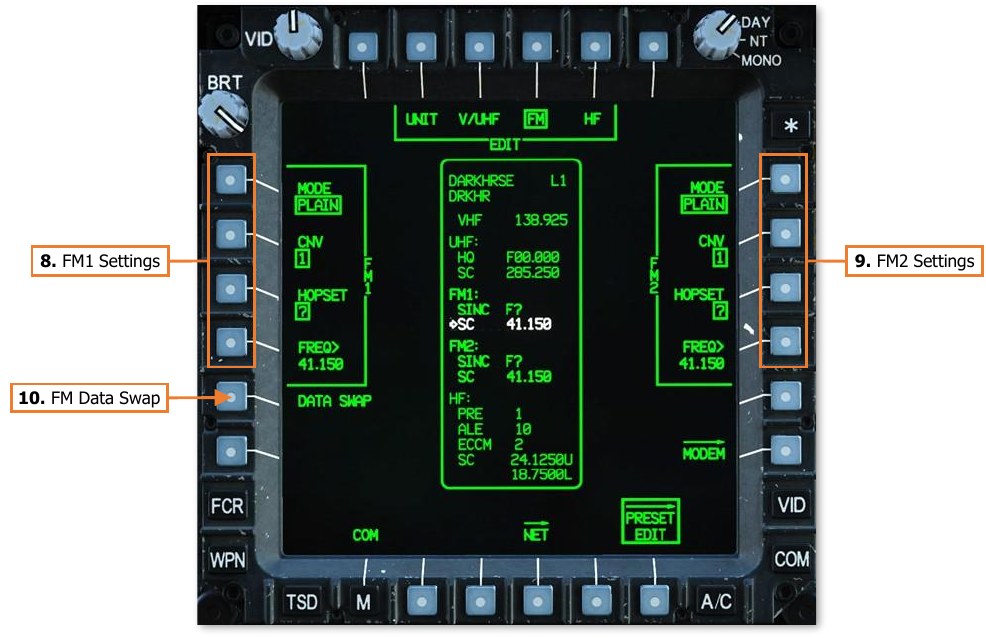 VID
DAY
NT
MONO
BRT
*
UNIT V/UHF FM HF
EDIT
MODE
PLAIN
CNV
1
HOPSET
?
FREQ>
41.150
FM1
DATA SWAP
DARKHRSE L1
DRKHR
VHF 138.925
UHF:
HQ F00.000
SC 285.250
FM1:
SINC F?
SC 41.150
FM2:
SINC F?
SC 41.150
HF:
PRE 1
ALE 10
ECCM 2
SC 24.1250U
18.7500L
FM2
MODE
PLAIN
CNV
1
HOPSET
?
FREQ>
41.150
MODEM
PRESET
EDIT
COM
NET
8. FM1 Settings
9. FM2 Settings
10. FM Data Swap
FCR
WPN
VID
COM
TSD
M
A/C